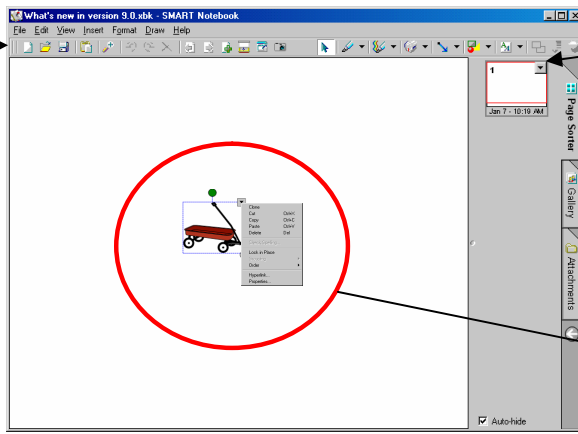 What's new in version 9.0.xbk - SMART Notebook
File Edit View Insert Format Draw Help
1
Jan 7 - 10:19 AM
Page Sorter
Gallery
Attachments
Clone
Cut Ctrl+X
Copy Ctrl+C
Paste Ctrl+V
Delete Del
Lock in Place
Order
Hyperlink...
Properties...
Auto-hide